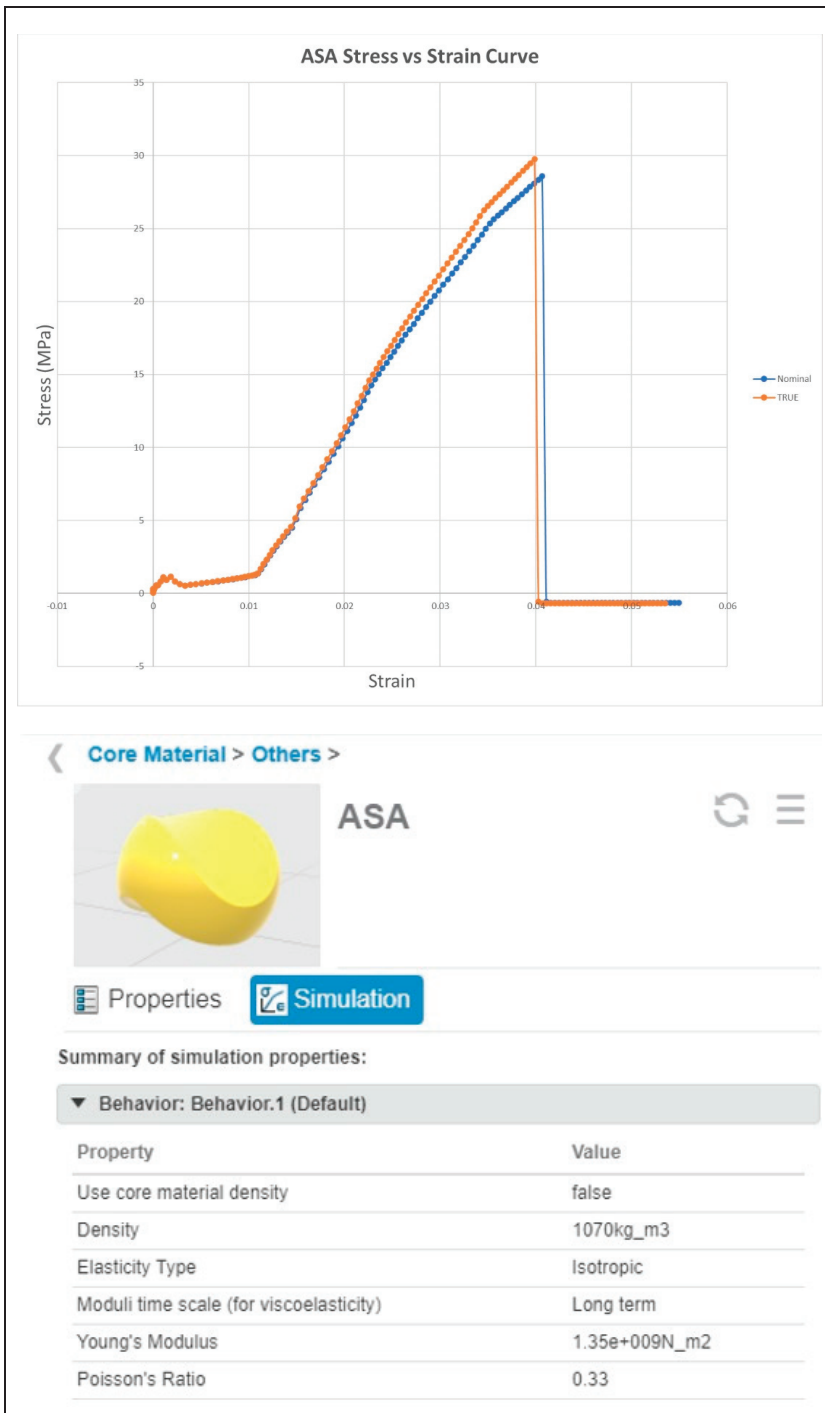 ASA Stress vs Strain Curve
35
30
25
20
15
10
5
0
-5
-0.01 0 0.01 0.02 0.03 0.04 0.05 0.06
Stress (MPa)
Strain
Nominal
TRUE
Core Material > Others >
ASA
Properties Simulation
Summary of simulation properties:
Behavior: Behavior.1 (Default)
Property Value
Use core material density false
Density 1070kg_m3
Elasticity Type Isotropic
Moduli time scale (for viscoelasticity) Long term
Young's Modulus 1.35e+009N_m2
Poisson's Ratio 0.33